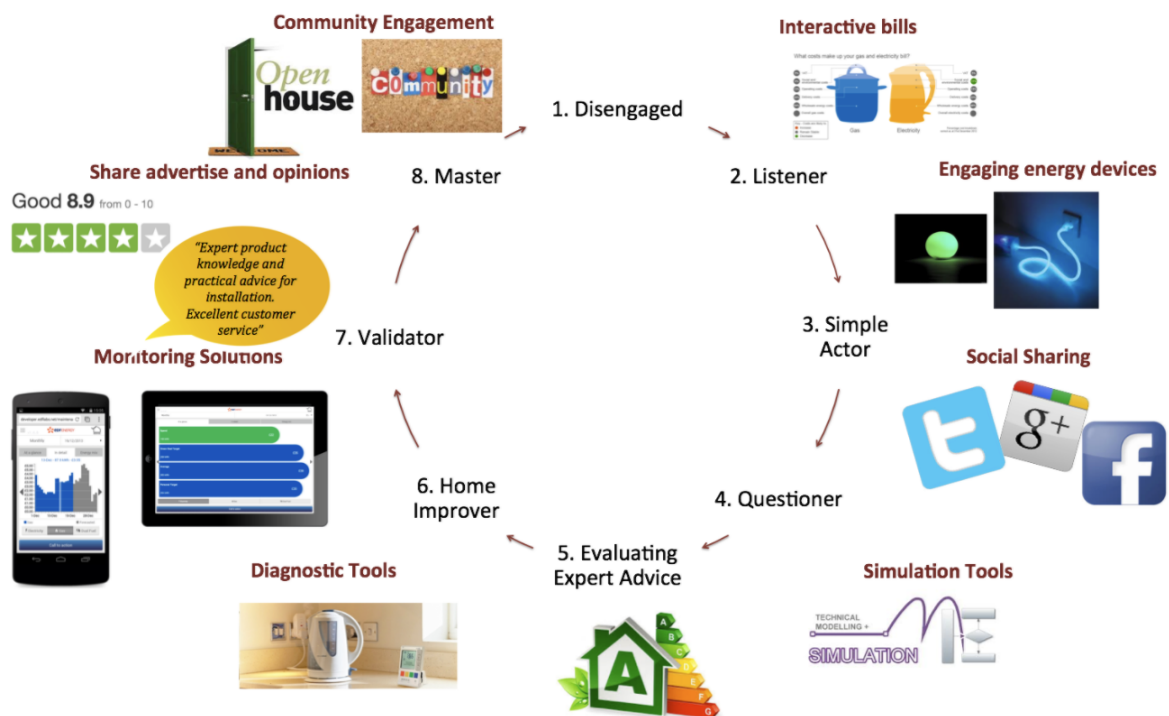 Community Engagement
Interactive bills
Open
house
WELCOME
Community
What costs make up your gas and electricity bill?
Gas
Electricity
1. Disengaged
Share advertise and opinions
8. Master
2. Listener
Engaging energy devices
Good 8.9 from 0 - 10
"Expert product
knowledge and
practical advice for
installation.
Excellent customer
service"
7. Validator
3. Simple
Actor
Monitoring Solutions
Social Sharing
t
g+
f
Monthly
6. Home
Improver
4. Questioner
5. Evaluating
Expert Advice
Diagnostic Tools
Simulation Tools
A
B
C
D
E
F
G
A
TECHNICAL
MODELLING +
SIMULATION